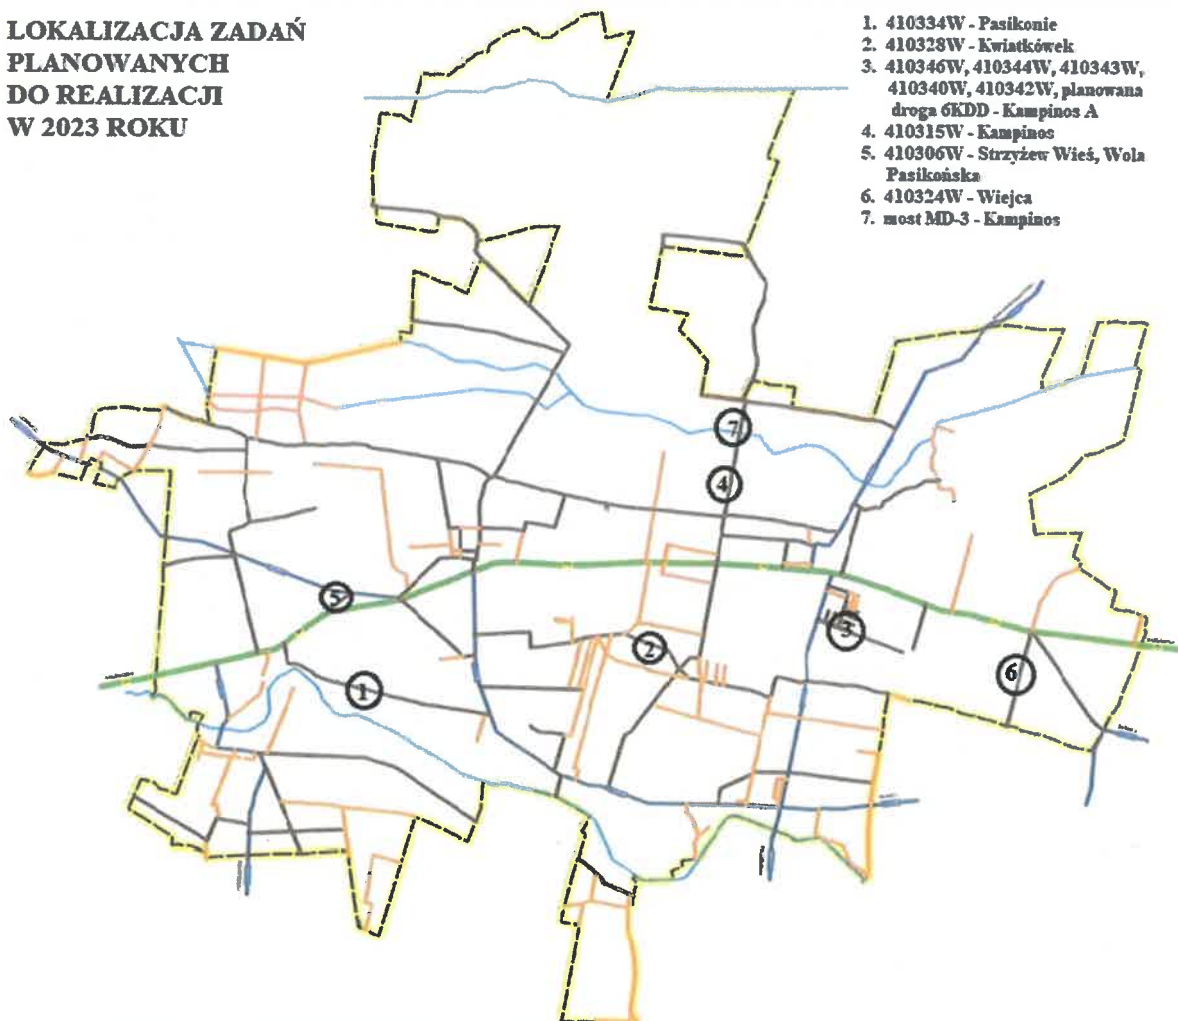 LOKALIZACJA ZADAŃ
PLANOWANYCH
DO REALIZACJI
W 2023 ROKU
1. 410334W - Pasikonie
2. 410328W - Kwiatkówek
3. 410346W, 410344W, 410343W,
410340W, 410342W, planowana
droga 6KDD - Kampinos A
4. 410315W - Kampinos
5. 410306W - Strzyżew Wieś, Wola
Pasikońska
6. 410324W - Wiejca
7. most MD-3 - Kampinos
7
4
5
3
2
6
1